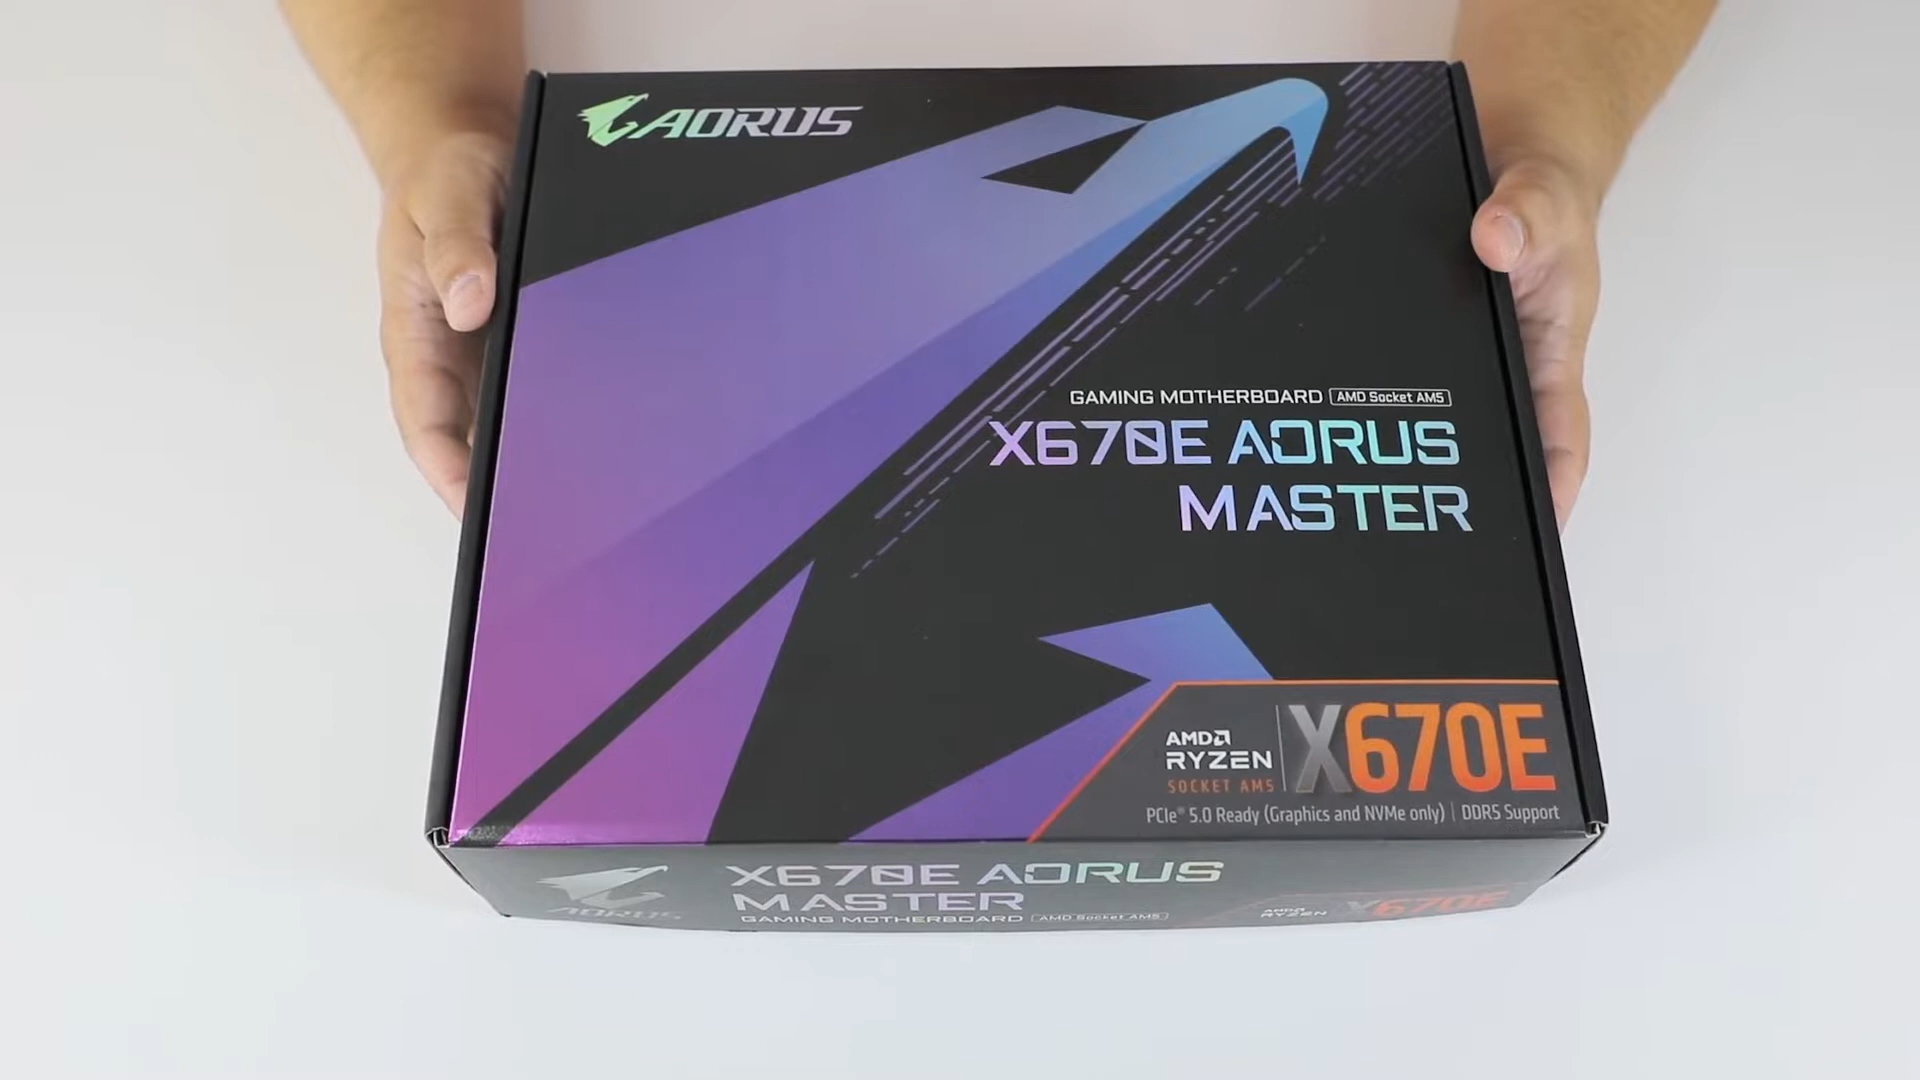 AORUS
GAMING MOTHERBOARD AMD Socket AM5
X670E AORUS
MASTER
AMD
RYZEN
SOCKET AM5
X670E
PCIe® 5.0 Ready (Graphics and NVMe only) | DDR5 Support
AORUS
X670E AORUS
MASTER
GAMING MOTHERBOARD AMD Socket AM5
AMD
RYZEN
X670E